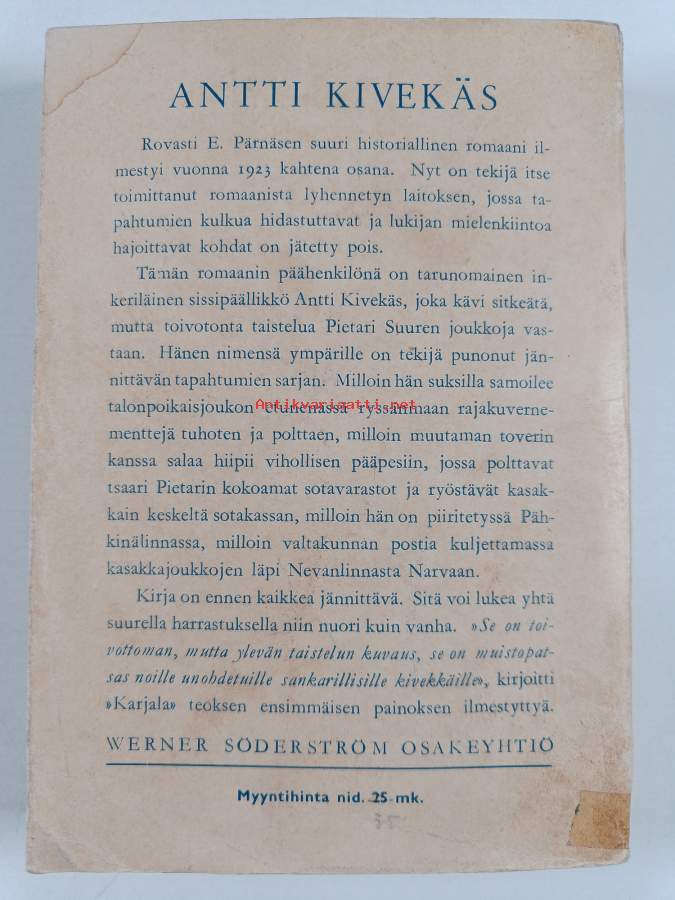 ANTTI KIVEKÄS
Rovasti E. Pärnäsen suuri historiallinen romaani il-
mestyi vuonna 1923 kahtena osana. Nyt on tekijä itse
toimittanut romaanista lyhennetyn laitoksen, jossa ta-
pahtumien kulkua hidastuttavat ja lukijan mielenkiintoa
hajoittavat kohdat on jätetty pois.
Tämän romaanin päähenkilönä on tarunomainen in-
keriläinen sissipäällikkö Antti Kivekäs, joka kävi sitkeätä,
mutta toivotonta taistelua Pietari Suuren joukkoja vas-
taan. Hänen nimensä ympärille on tekijä punonut jän-
nittävän tapahtumien sarjan. Milloin hän suksilla samoilee
Antikvariaatti.net
talonpoikaisjoukon etunenässä ryssänmaan rajakuverne-
menttejä tuhoten ja polttaen, milloin muutaman toverin
kanssa salaa hiipii vihollisen pääpesiin, jossa polttavat
tsaari Pietarin kokoamat sotavarastot ja ryöstävät kasak-
kain keskeltä sotakassan, milloin hän on piiritetyssä Päh-
kinälinnassa, milloin valtakunnan postia kuljettamassa
kasakkajoukkojen läpi Nevanlinnasta Narvaan.
Kirja on ennen kaikkea jännittävä. Sitä voi lukea yhtä
suurella harrastuksella niin nuori kuin vanha. »Se on toi-
vottoman, mutta ylevän taistelun kuvaus, se on muistopat-
sas noille unohdetuille sankarillisille kivekkäille», kirjoitti
»Karjala» teoksen ensimmäisen painoksen ilmestyttyä.
WERNER SÖDERSTRÖM OSAKEYHTIÖ
Myyntihinta nid. 25-mk.